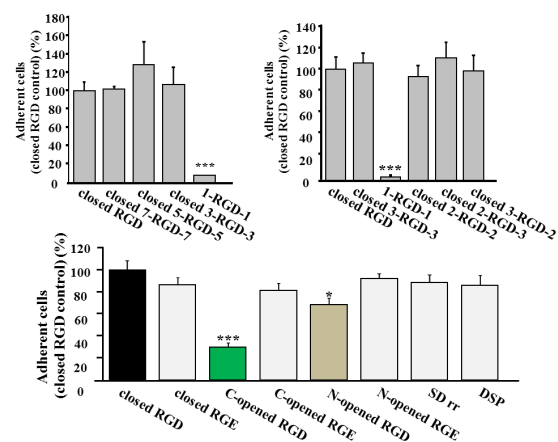 Adherent cells
(closed RGD control) (%)
180
160
140
120
100
80
60
40
20
0
***
closed RGD
closed 7-RGD-7
closed 5-RGD-5
closed 3-RGD-3
1-RGD-1
Adherent cells
(closed RGD control) (%)
140
120
100
80
60
40
20
0
***
closed RGD
closed 3-RGD-3
1-RGD-1
closed 2-RGD-2
closed 2-RGD-3
closed 3-RGD-2
Adherent cells
(closed RGD control) (%)
120
100
80
60
40
20
0
***
*
closed RGD
closed RGE
C-opened RGD
C-opened RGE
N-opened RGD
N-opened RGE
SD rr
DSP